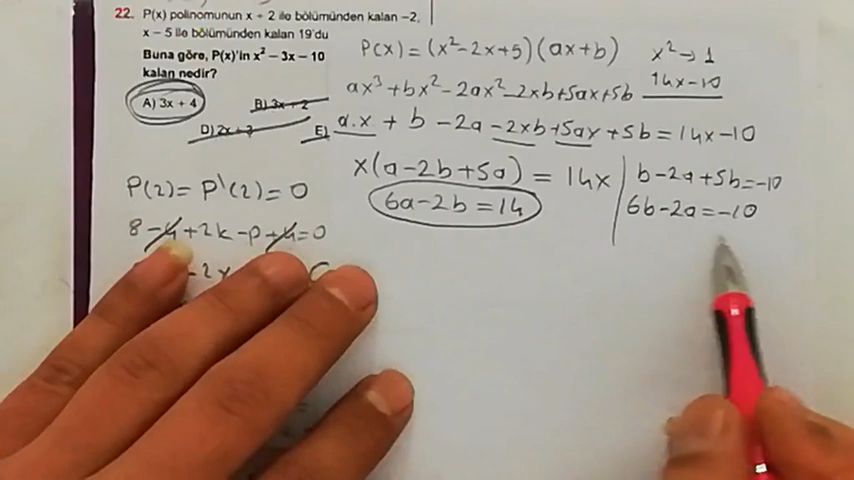 22. P(x) polinomunun x + 2 ile bölümünden kalan –2,
x – 5 ile bölümünden kalan 19'du
Buna göre, P(x)'in x² – 3x – 10
kalan nedir?
A) 3x + 4 B) 3x + 2
D) 2x + 3 E)
P(2) = P'(2) = 0
8 - 4 + 2k - p + 4 = 0
P(x) = (x² - 2x + 5) (ax + b)
x² → 1
14x - 10
ax³ + bx² - 2ax² - 2xb + 5ax + 5b
a.x + b - 2a - 2xb + 5ax + 5b = 14x - 10
x(a - 2b + 5a) = 14x
6a - 2b = 14
b - 2a + 5b = -10
6b - 2a = -10